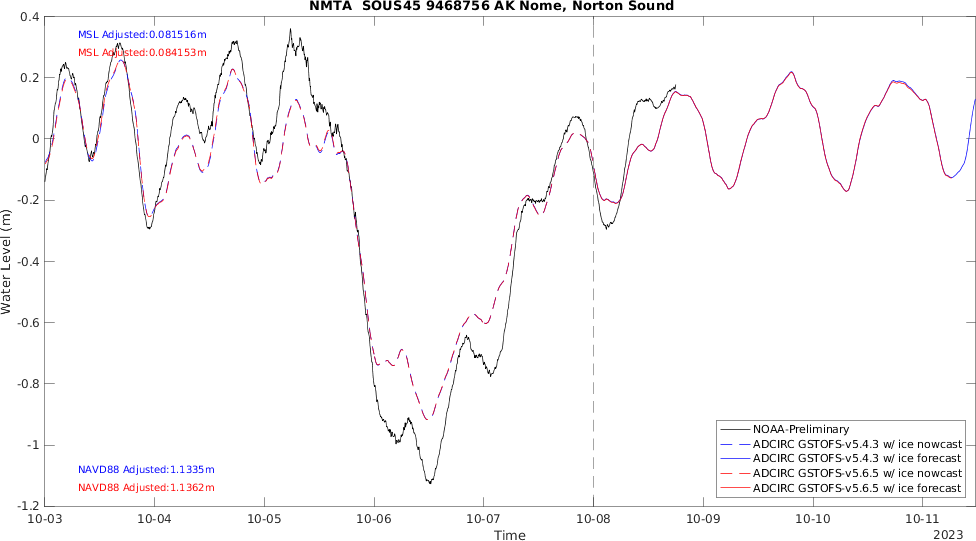 NMTA SOUS45 9468756 AK Nome, Norton Sound
0.4
MSL Adjusted:0.081516m
MSL Adjusted:0.084153m
0.2
0
-0.2
-0.4
-0.6
-0.8
-1
-1.2
Water Level (m)
NAVD88 Adjusted:1.1335m
NAVD88 Adjusted:1.1362m
NOAA-Preliminary
ADCIRC GSTOFS-v5.4.3 w/ ice nowcast
ADCIRC GSTOFS-v5.4.3 w/ ice forecast
ADCIRC GSTOFS-v5.6.5 w/ ice nowcast
ADCIRC GSTOFS-v5.6.5 w/ ice forecast
10-03 10-04 10-05 10-06 10-07 10-08 10-09 10-10 10-11
Time
2023